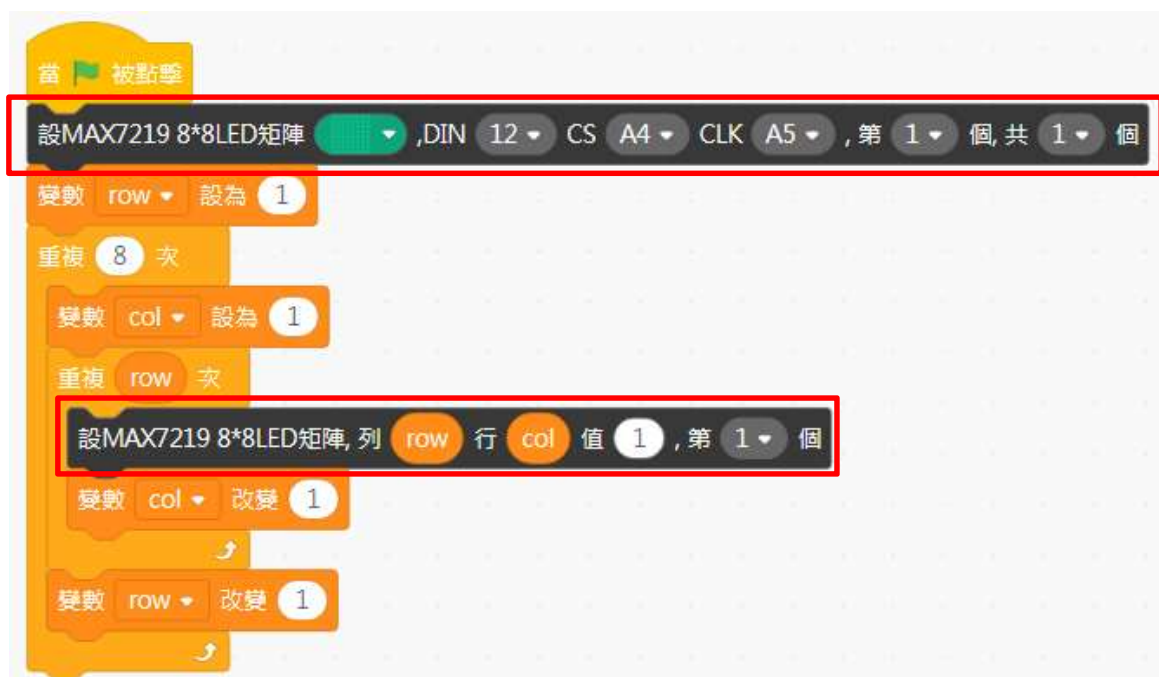 當 被點擊
設MAX7219 8*8LED矩陣 ,DIN 12 CS A4 CLK A5 , 第 1 個, 共 1 個
變數 row 設為 1
重複 8 次
變數 col 設為 1
重複 row 次
設MAX7219 8*8LED矩陣, 列 row 行 col 值 1 , 第 1 個
變數 col 改變 1
變數 row 改變 1